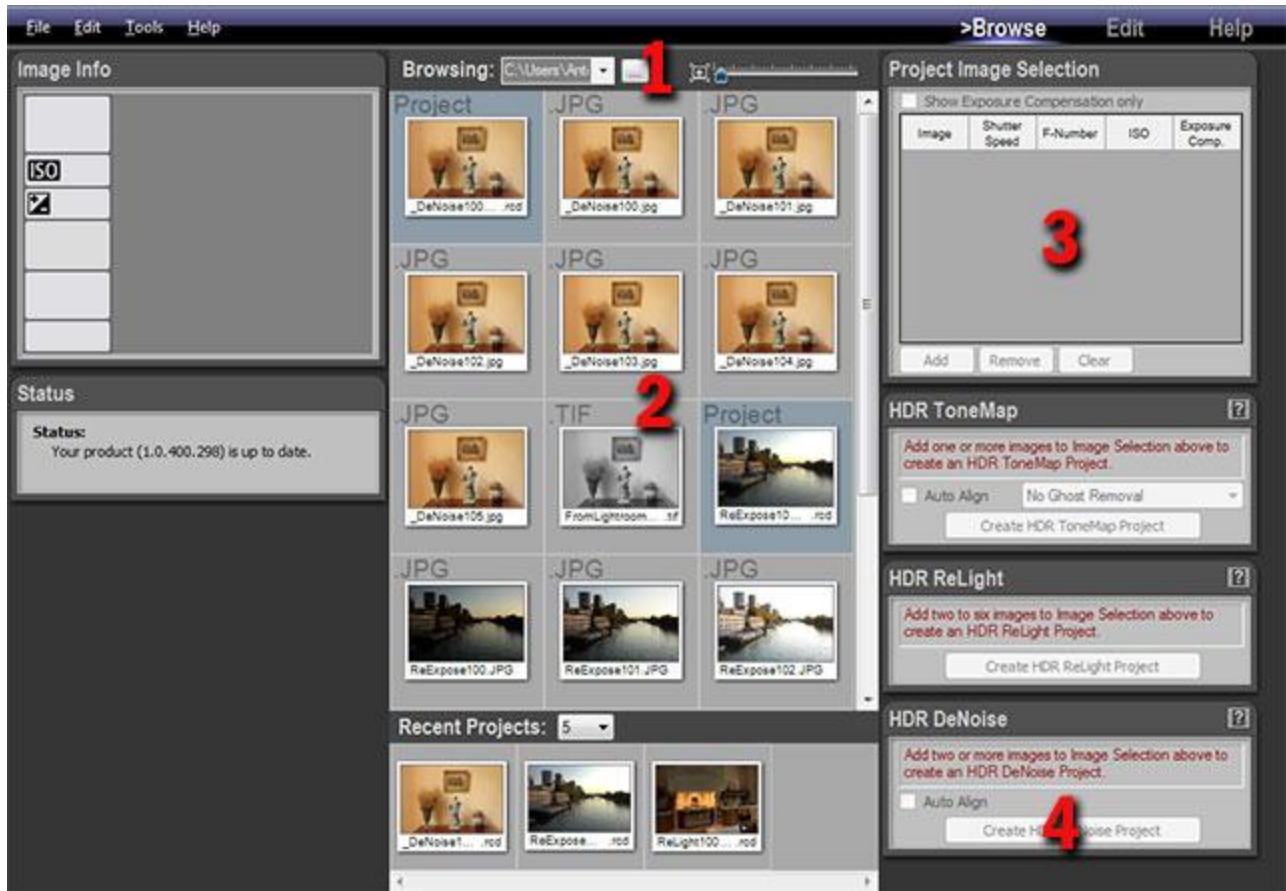 File Edit Tools Help
>Browse Edit Help
Image Info
ISO
Status
Status:
Your product (1.0.400.298) is up to date.
Browsing: C:\Users\Ant
...
1
Project .JPG .JPG
_DeNoise100... .rcd _DeNoise100.jpg _DeNoise101.jpg
.JPG .JPG .JPG
_DeNoise102.jpg _DeNoise103.jpg _DeNoise104.jpg
2
.JPG .TIF Project
_DeNoise105.jpg FromLightroom... .tif ReExpose10... .rcd
.JPG .JPG .JPG
ReExpose100.JPG ReExpose101.JPG ReExpose102.JPG
Recent Projects: 5
_DeNoise1... .rcd ReExpose... .rcd ReLight100... .rcd
Project Image Selection
Show Exposure Compensation only
Image Shutter Speed F-Number ISO Exposure Comp.
3
Add Remove Clear
HDR ToneMap ?
Add one or more images to Image Selection above to
create an HDR ToneMap Project.
Auto Align No Ghost Removal
Create HDR ToneMap Project
HDR ReLight ?
Add two to six images to Image Selection above to
create an HDR ReLight Project.
Create HDR ReLight Project
HDR DeNoise ?
Add two or more images to Image Selection above to
create an HDR DeNoise Project.
Auto Align
4
Create H oise Project